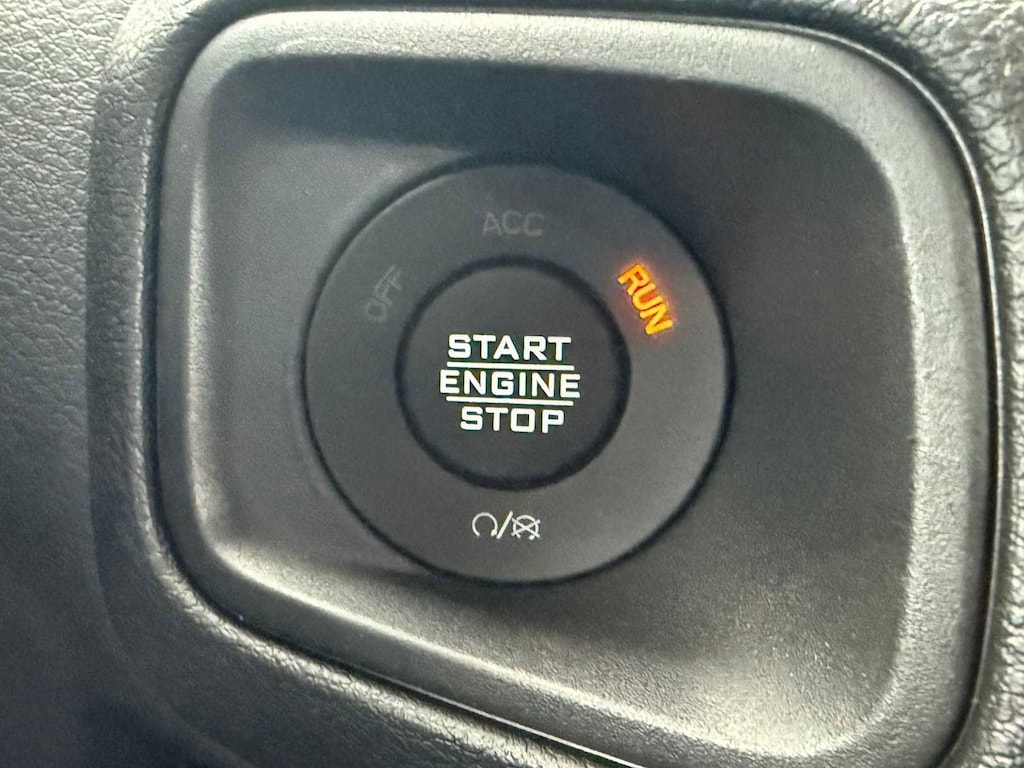 ACC
OFF
RUN
START
ENGINE
STOP